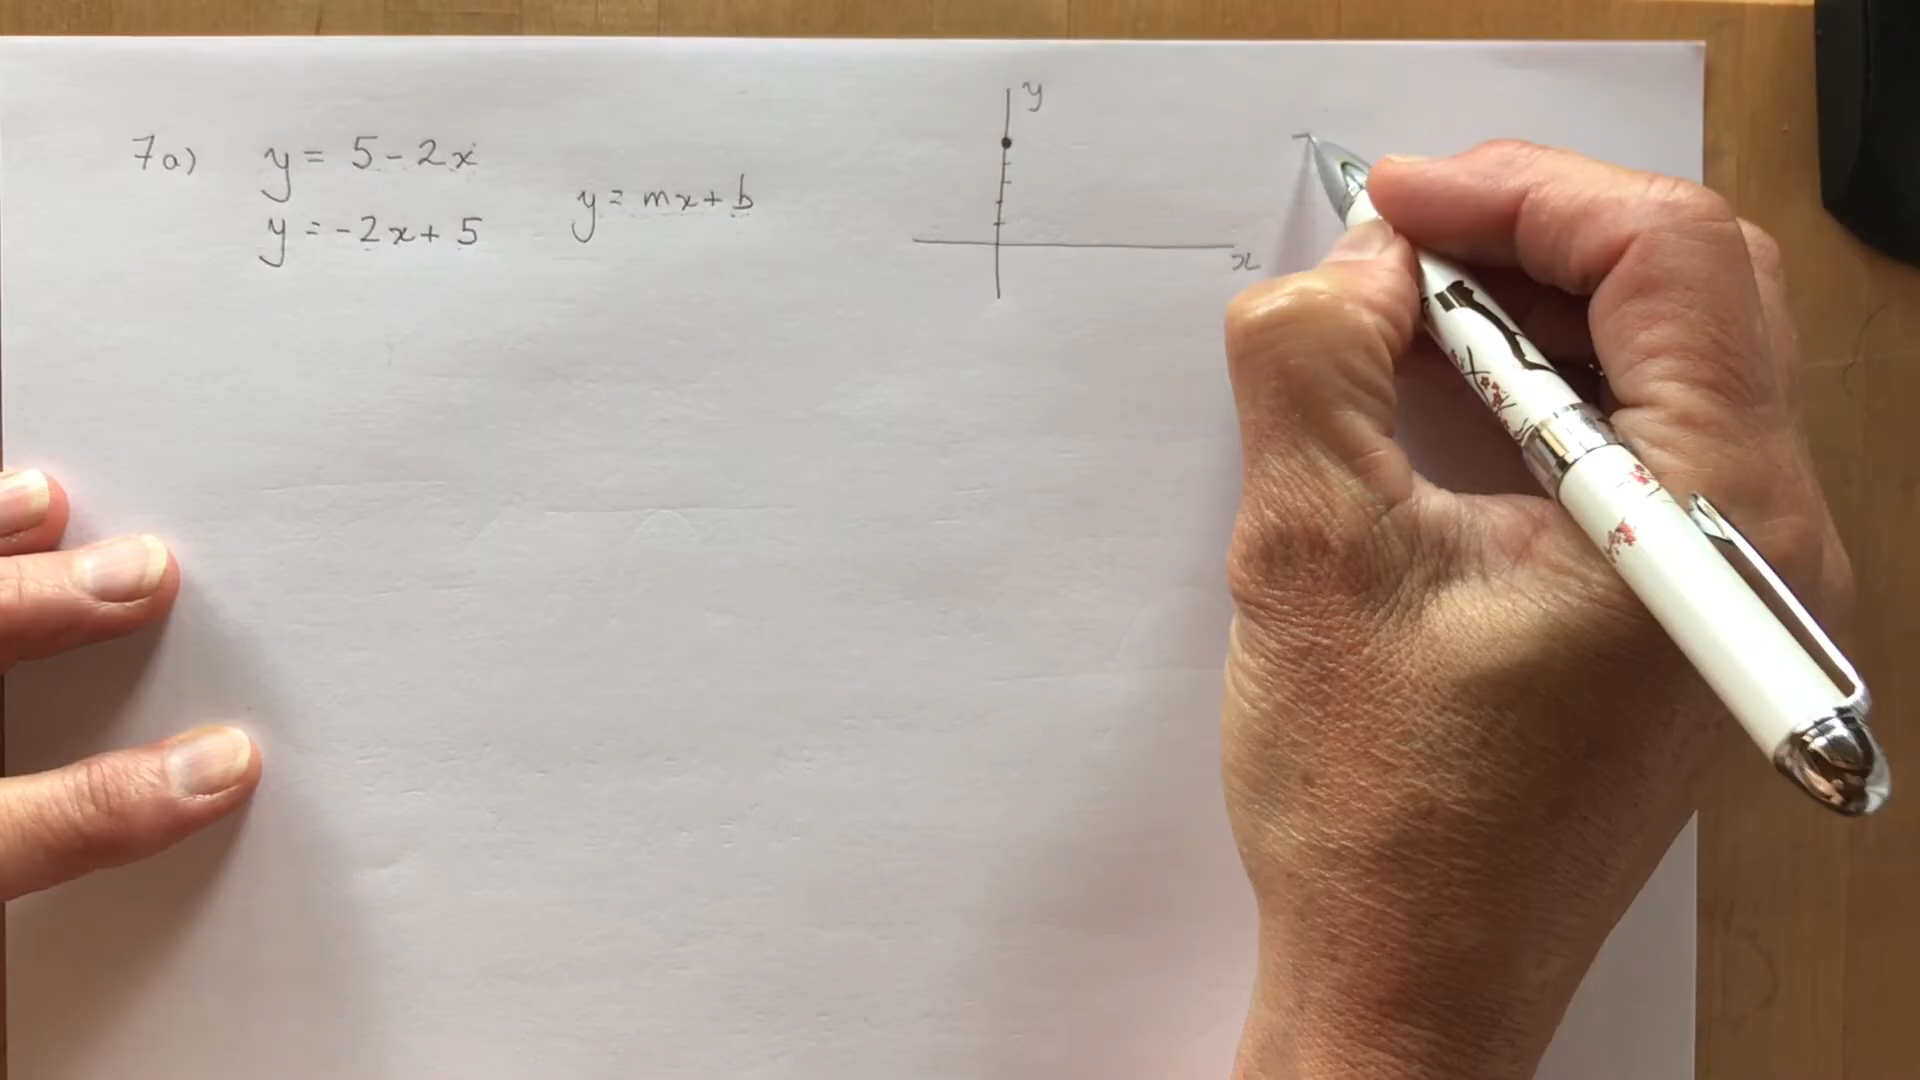 7a) y = 5 - 2x
y = mx + b
y = -2x + 5
y
x